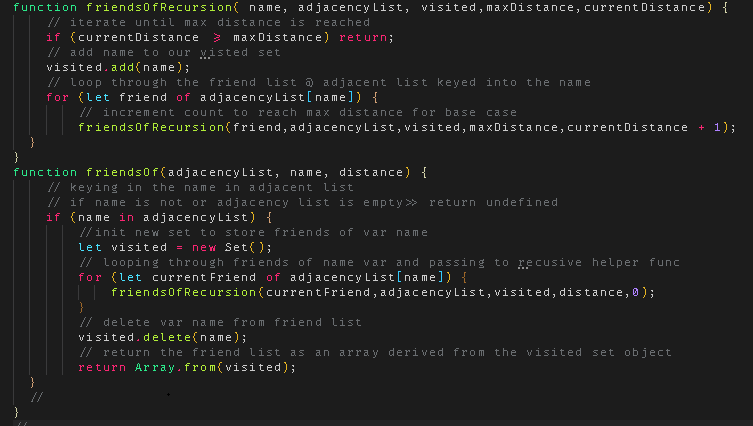 function friendsOfRecursion( name, adjacencyList, visited,maxDistance,currentDistance) {
// iterate until max distance is reached
if (currentDistance >= maxDistance) return;
// add name to our visted set
visited.add(name);
// loop through the friend list @ adjacent list keyed into the name
for (let friend of adjacencyList[name]) {
// increment count to reach max distance for base case
friendsOfRecursion(friend,adjacencyList,visited,maxDistance,currentDistance + 1);
}
}
function friendsOf(adjacencyList, name, distance) {
// keying in the name in adjacent list
// if name is not or adjacency list is empty>> return undefined
if (name in adjacencyList) {
//init new set to store friends of var name
let visited = new Set();
// looping through friends of name var and passing to recusive helper func
for (let currentFriend of adjacencyList[name]) {
friendsOfRecursion(currentFriend,adjacencyList,visited,distance,0);
}
// delete var name from friend list
visited.delete(name);
// return the friend list as an array derived from the visited set object
return Array.from(visited);
}
//
}
//